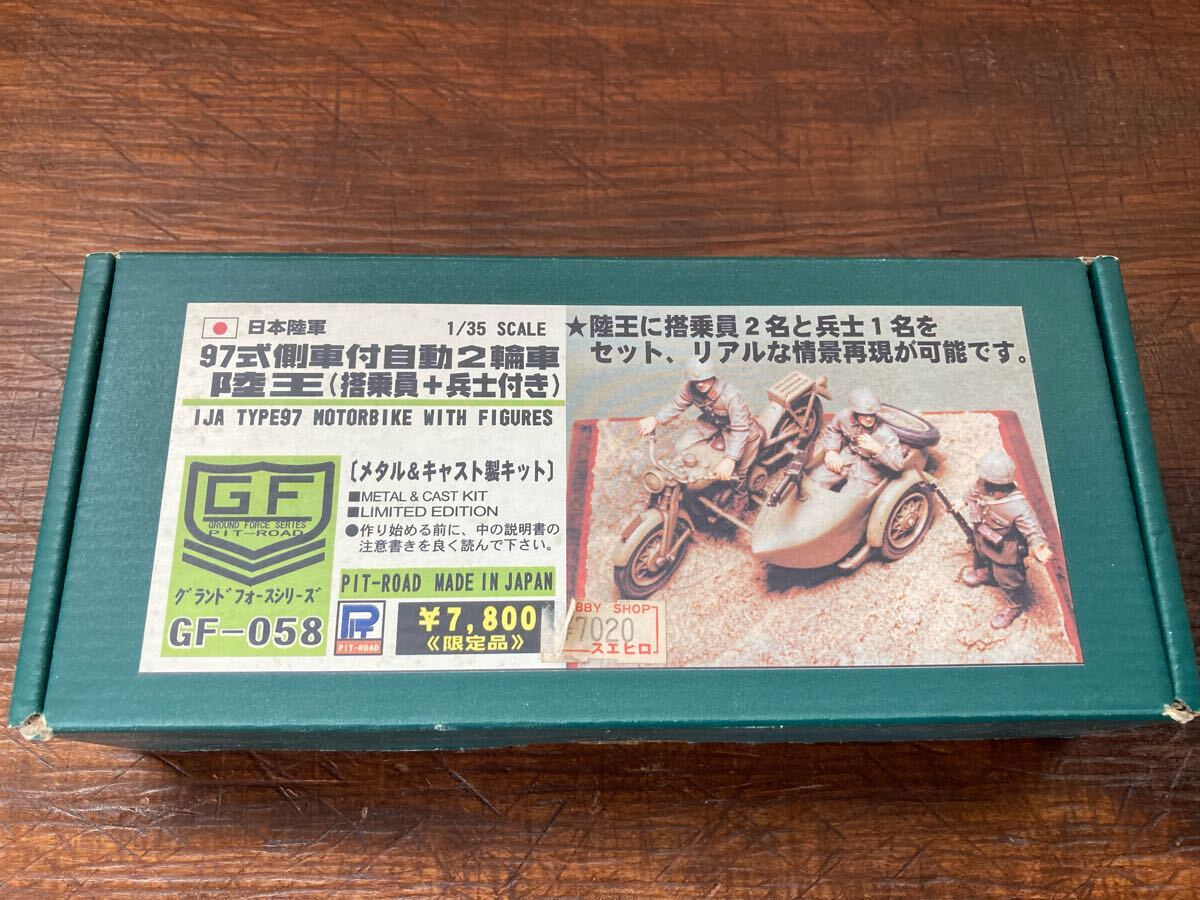 日本陸軍 1/35 SCALE
97式側車付自動2輪車
陸王(搭乗員+兵士付き)
IJA TYPE97 MOTORBIKE WITH FIGURES
GF
GROUND FORCE SERIES
PIT-ROAD
グランドフォースシリーズ
GF-058
〔メタル&キャスト製キット〕
■METAL & CAST KIT
■LIMITED EDITION
●作り始める前に、中の説明書の
注意書きを良く読んで下さい。
PIT-ROAD MADE IN JAPAN
PIT-ROAD
¥7,800
《限定品》
★陸王に搭乗員2名と兵士1名を
セット、リアルな情景再現が可能です。
BBY SHOP
¥7020
スエヒロ